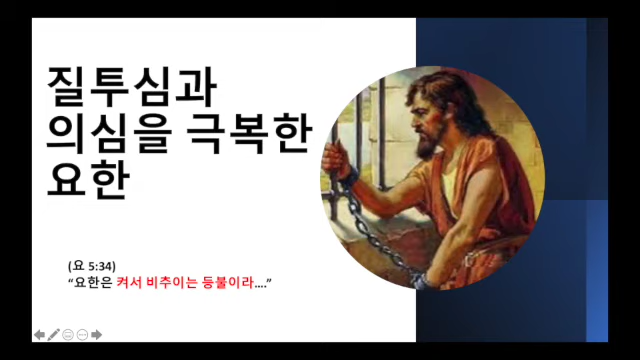 질투심과
의심을 극복한
요한
(요 5:34)
“요한은 켜서 비추이는 등불이라....”